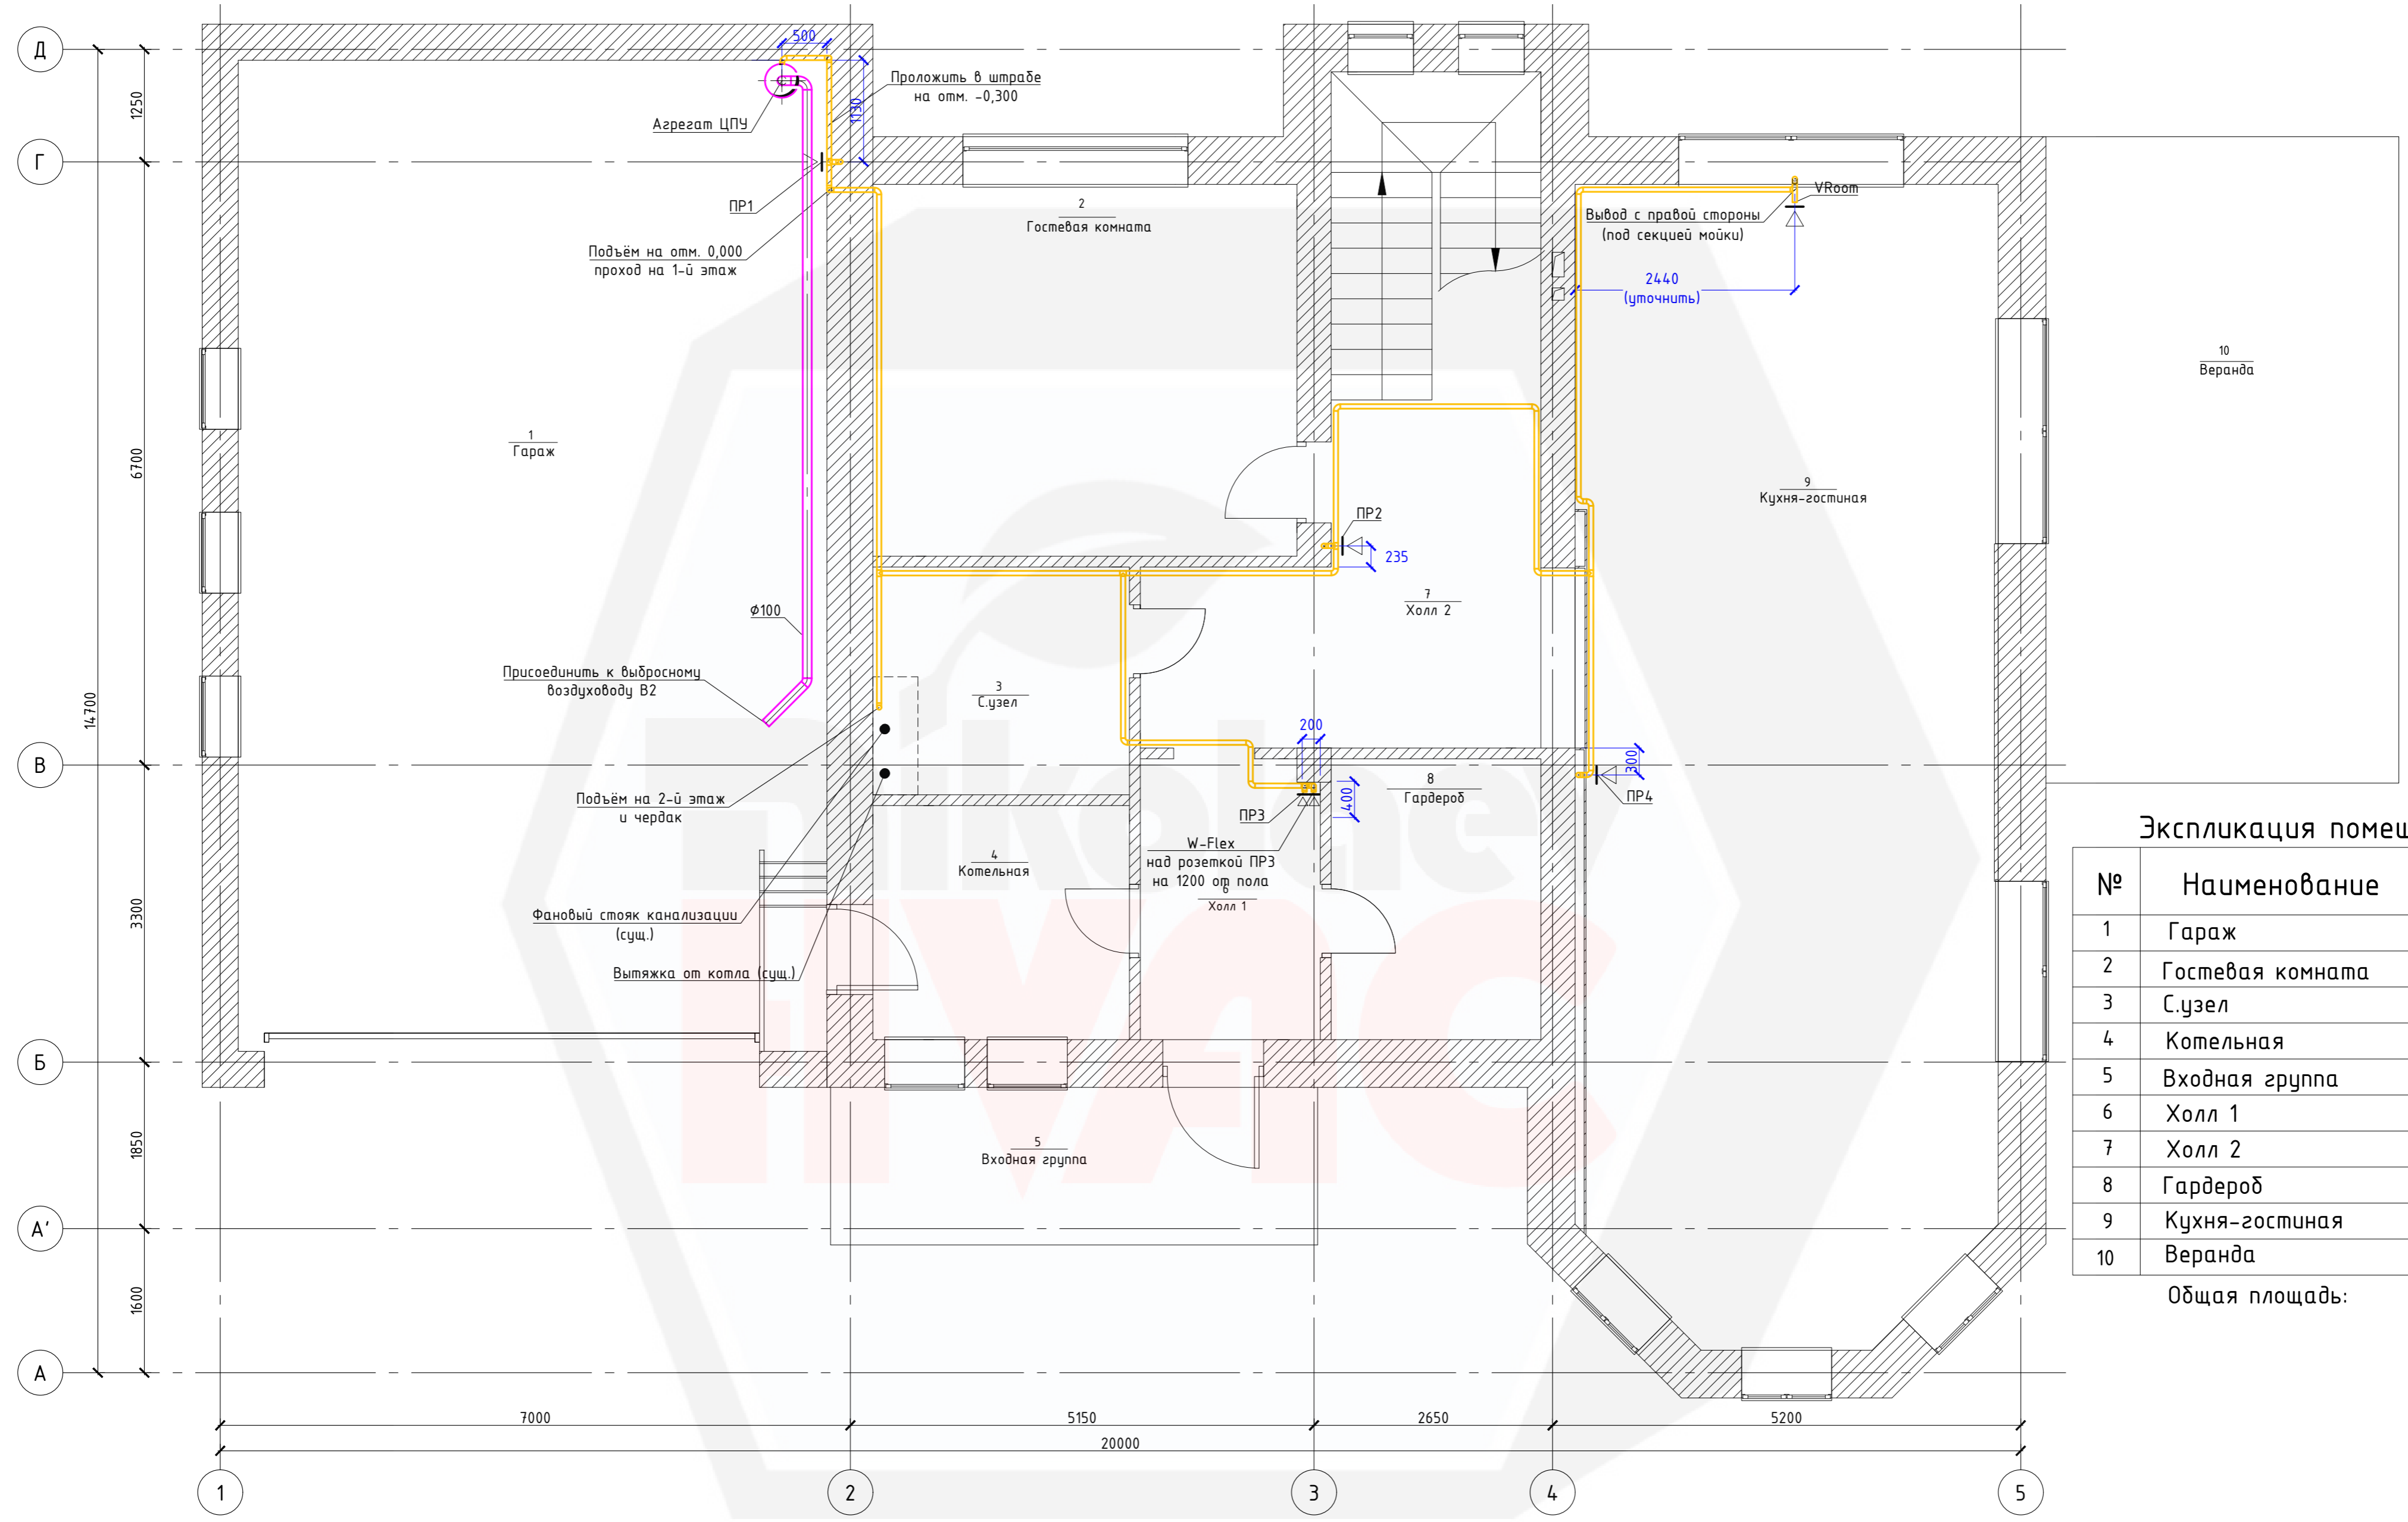 Д
Г
В
Б
А'
А
1250
6700
3300
1850
1600
14700
7000
5150
2650
5200
20000
1
2
3
4
5
500
1130
Проложить в штрабе
на отм. -0,300
Агрегат ЦПУ
ПР1
Подъём на отм. 0,000
проход на 1-й этаж
2
Гостевая комната
VRoom
Вывод с правой стороны
(под секцией мойки)
2440
(уточнить)
10
Веранда
1
Гараж
9
Кухня-гостиная
ПР2
235
7
Холл 2
ϕ100
Присоединить к выбросному
воздуховоду В2
3
С.узел
200
300
400
Подъём на 2-й этаж
и чердак
8
Гардероб
ПР3
ПР4
W-Flex
над розеткой ПР3
на 1200 от пола
4
Котельная
6
Холл 1
Фановый стояк канализации
(сущ.)
Вытяжка от котла (сущ.)
5
Входная группа
nikolae
HVAC
Экспликация помещ
№ Наименование
1 Гараж
2 Гостевая комната
3 С.узел
4 Котельная
5 Входная группа
6 Холл 1
7 Холл 2
8 Гардероб
9 Кухня-гостиная
10 Веранда
Общая площадь: